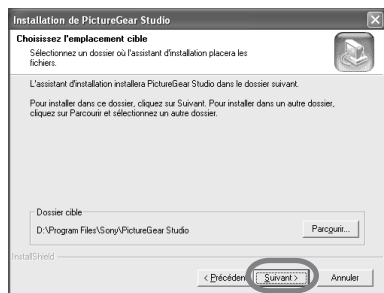 Installation de PictureGear Studio
Choisissez l'emplacement cible
Sélectionnez un dossier où l'assistant d'installation placera les
fichiers.
L'assistant d'installation installera PictureGear Studio dans le dossier suivant.
Pour installer dans ce dossier, cliquez sur Suivant. Pour installer dans un autre dossier,
cliquez sur Parcourir et sélectionnez un autre dossier.
Dossier cible
D:\Program Files\Sony\PictureGear Studio
Parcourir...
InstallShield
< Précéden
Suivant >
Annuler